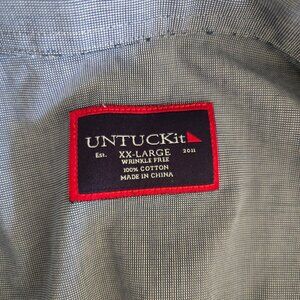 UNTUCKit
Est. XX-LARGE 2011
WRINKLE FREE
100% COTTON
MADE IN CHINA